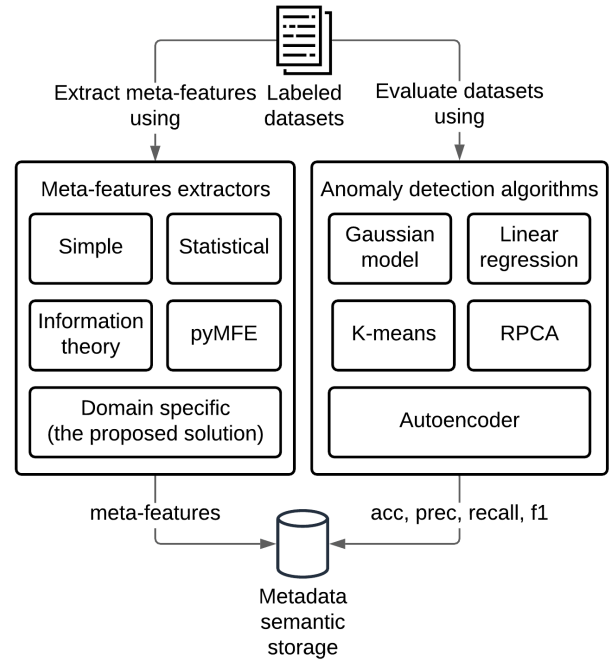 Extract meta-features
using
Labeled
datasets
Evaluate datasets
using
Meta-features extractors
Simple
Statistical
Information
theory
pyMFE
Domain specific
(the proposed solution)
Anomaly detection algorithms
Gaussian
model
Linear
regression
K-means
RPCA
Autoencoder
meta-features
acc, prec, recall, f1
Metadata
semantic
storage